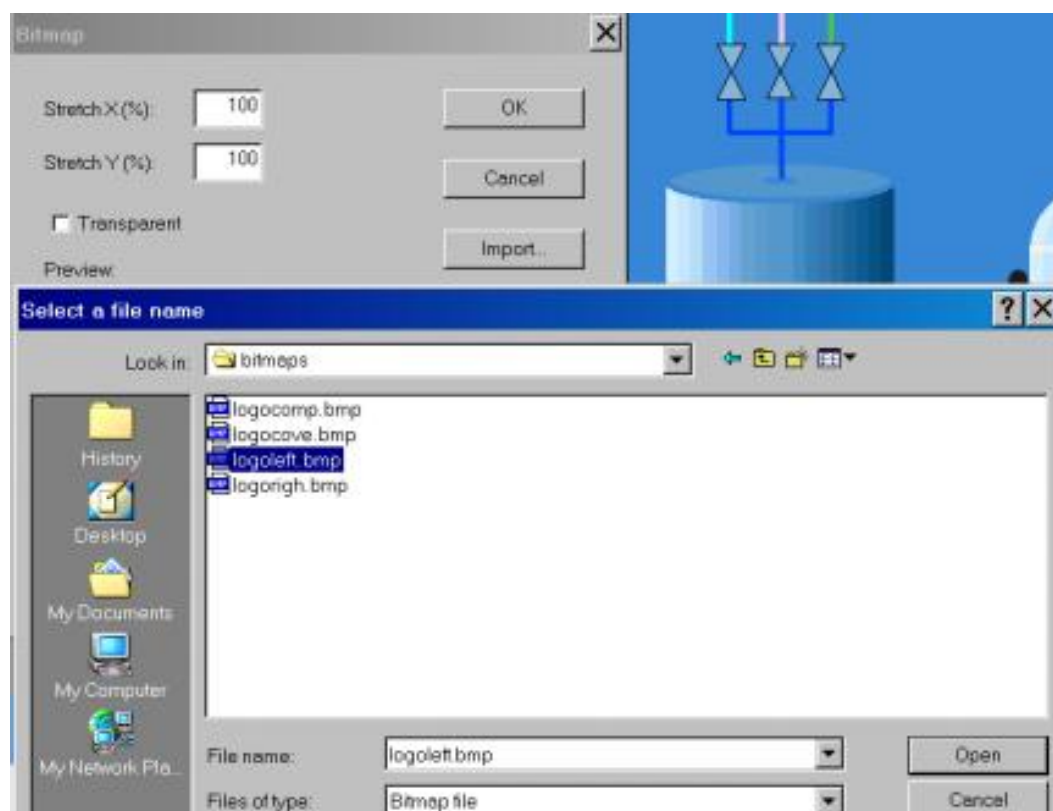 Bitmap
Stretch X (%): 100
OK
Stretch Y (%): 100
Cancel
Transparent
Import...
Preview:
Select a file name
Look in: bitmaps
logocomp.bmp
logocove.bmp
logoleft.bmp
logorigh.bmp
History
Desktop
My Documents
My Computer
My Network Pla...
File name: logoleft.bmp
Open
Files of type: Bitmap file
Cancel